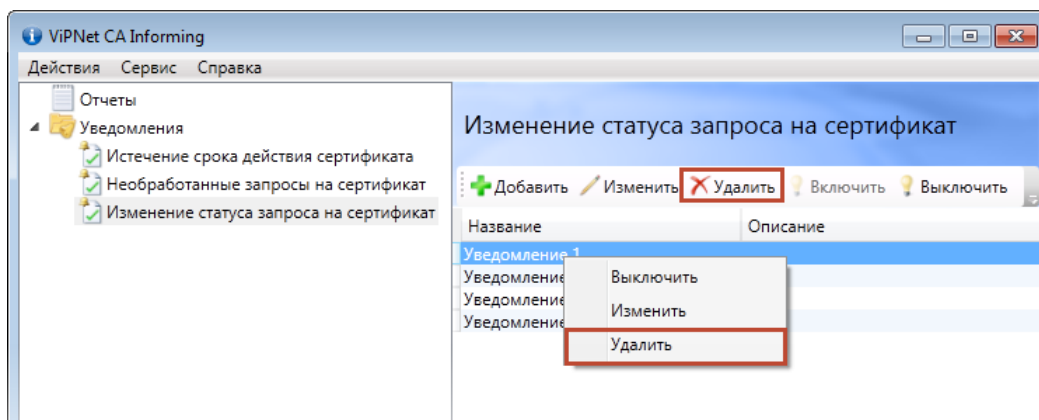 ViPNet CA Informing
Действия Сервис Справка
Отчеты
Уведомления
Истечение срока действия сертификата
Необработанные запросы на сертификат
Изменение статуса запроса на сертификат
Изменение статуса запроса на сертификат
Добавить Изменить Удалить Включить Выключить
Название Описание
Уведомление 1
Уведомление
Уведомление
Уведомление
Выключить
Изменить
Удалить